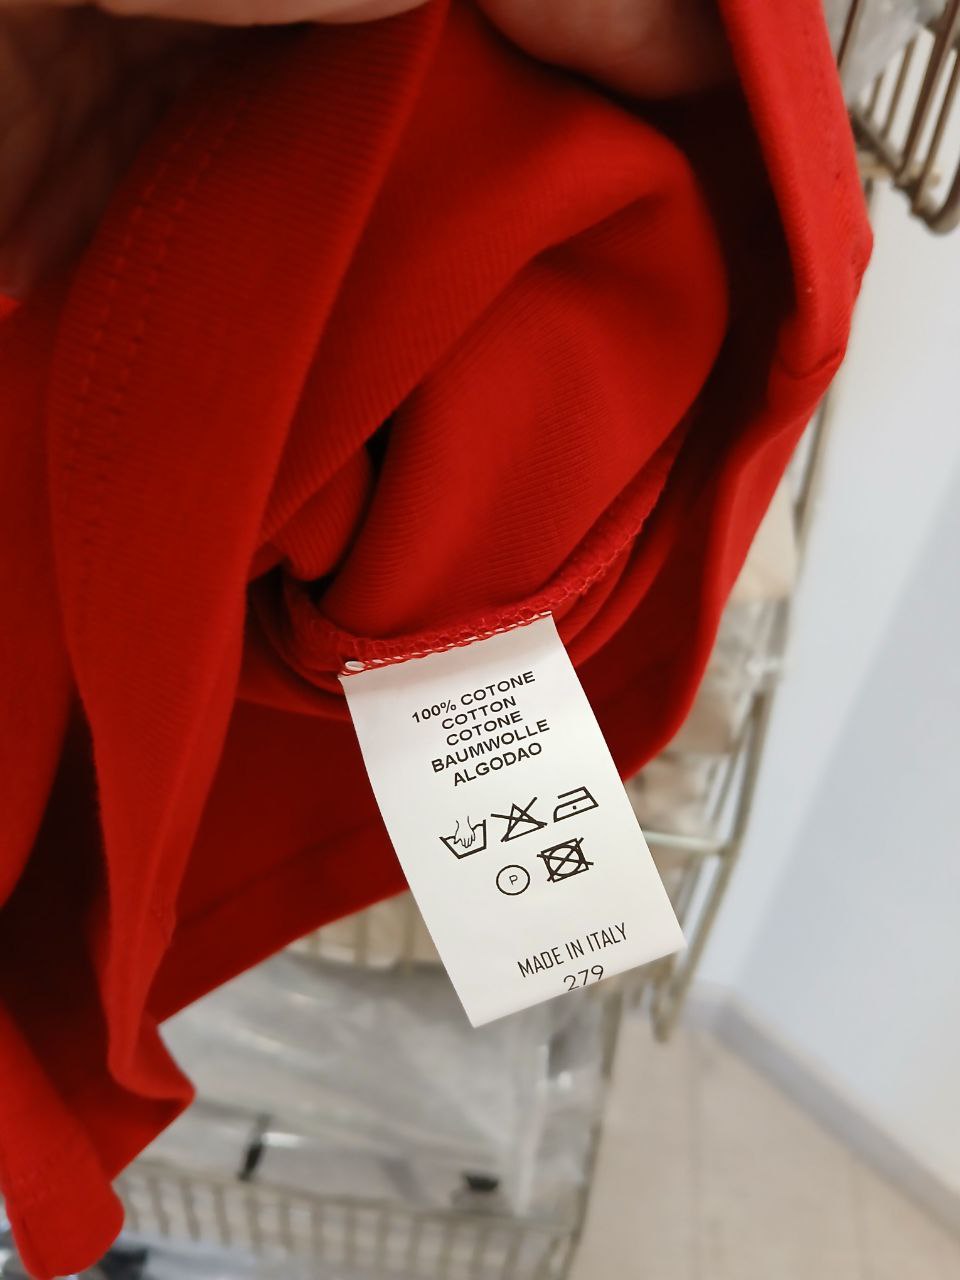 100% COTONE
COTTON
COTONE
BAUMWOLLE
ALGODAO
P
MADE IN ITALY
279